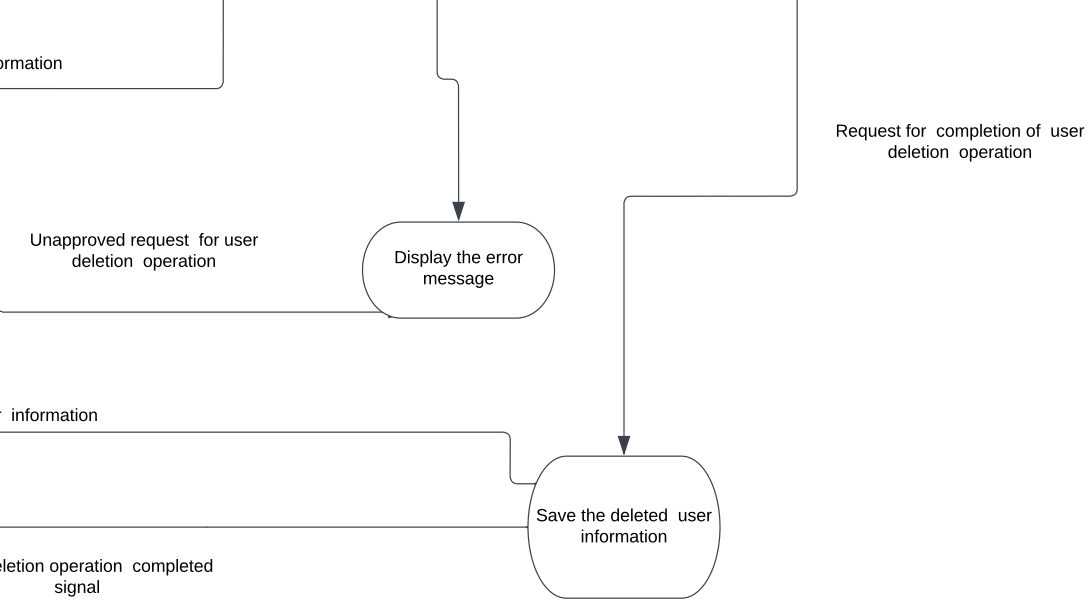 ormation
Request for completion of user
deletion operation
Unapproved request for user
deletion operation
Display the error
message
information
Save the deleted user
information
eletion operation completed
signal